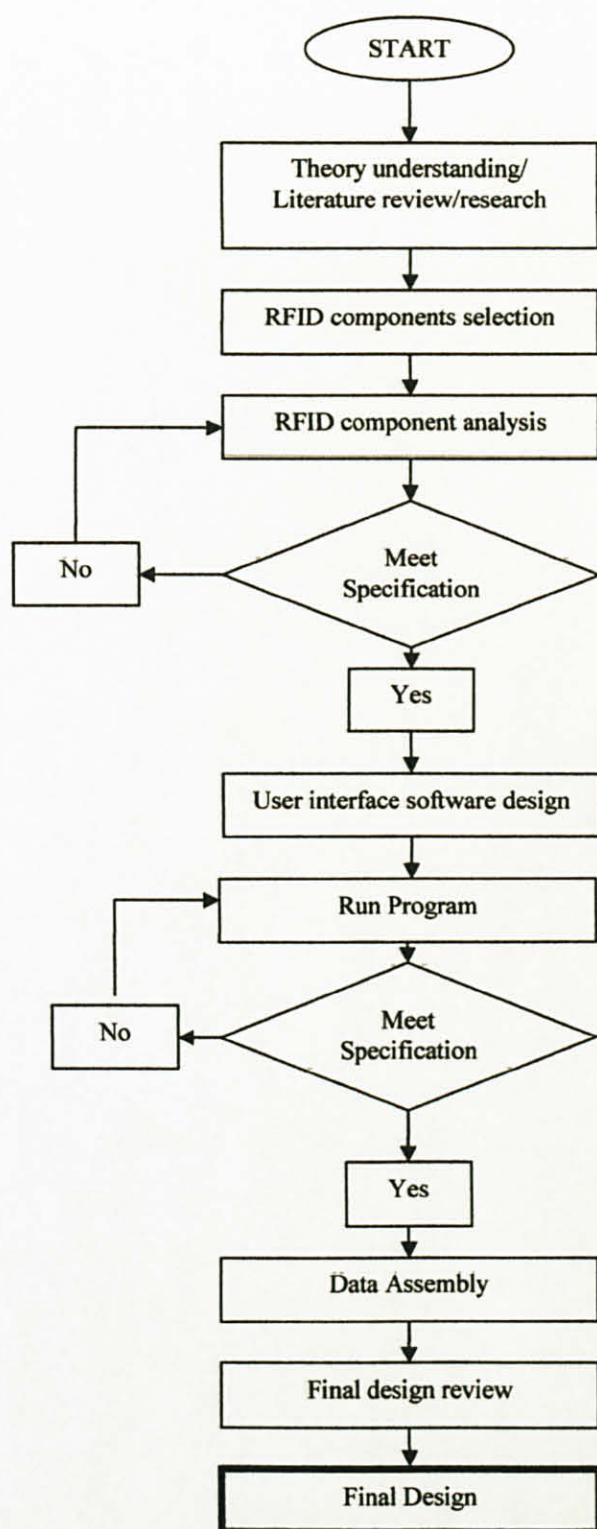 START
Theory understanding/
Literature review/research
RFID components selection
RFID component analysis
No
Meet
Specification
Yes
User interface software design
Run Program
No
Meet
Specification
Yes
Data Assembly
Final design review
Final Design